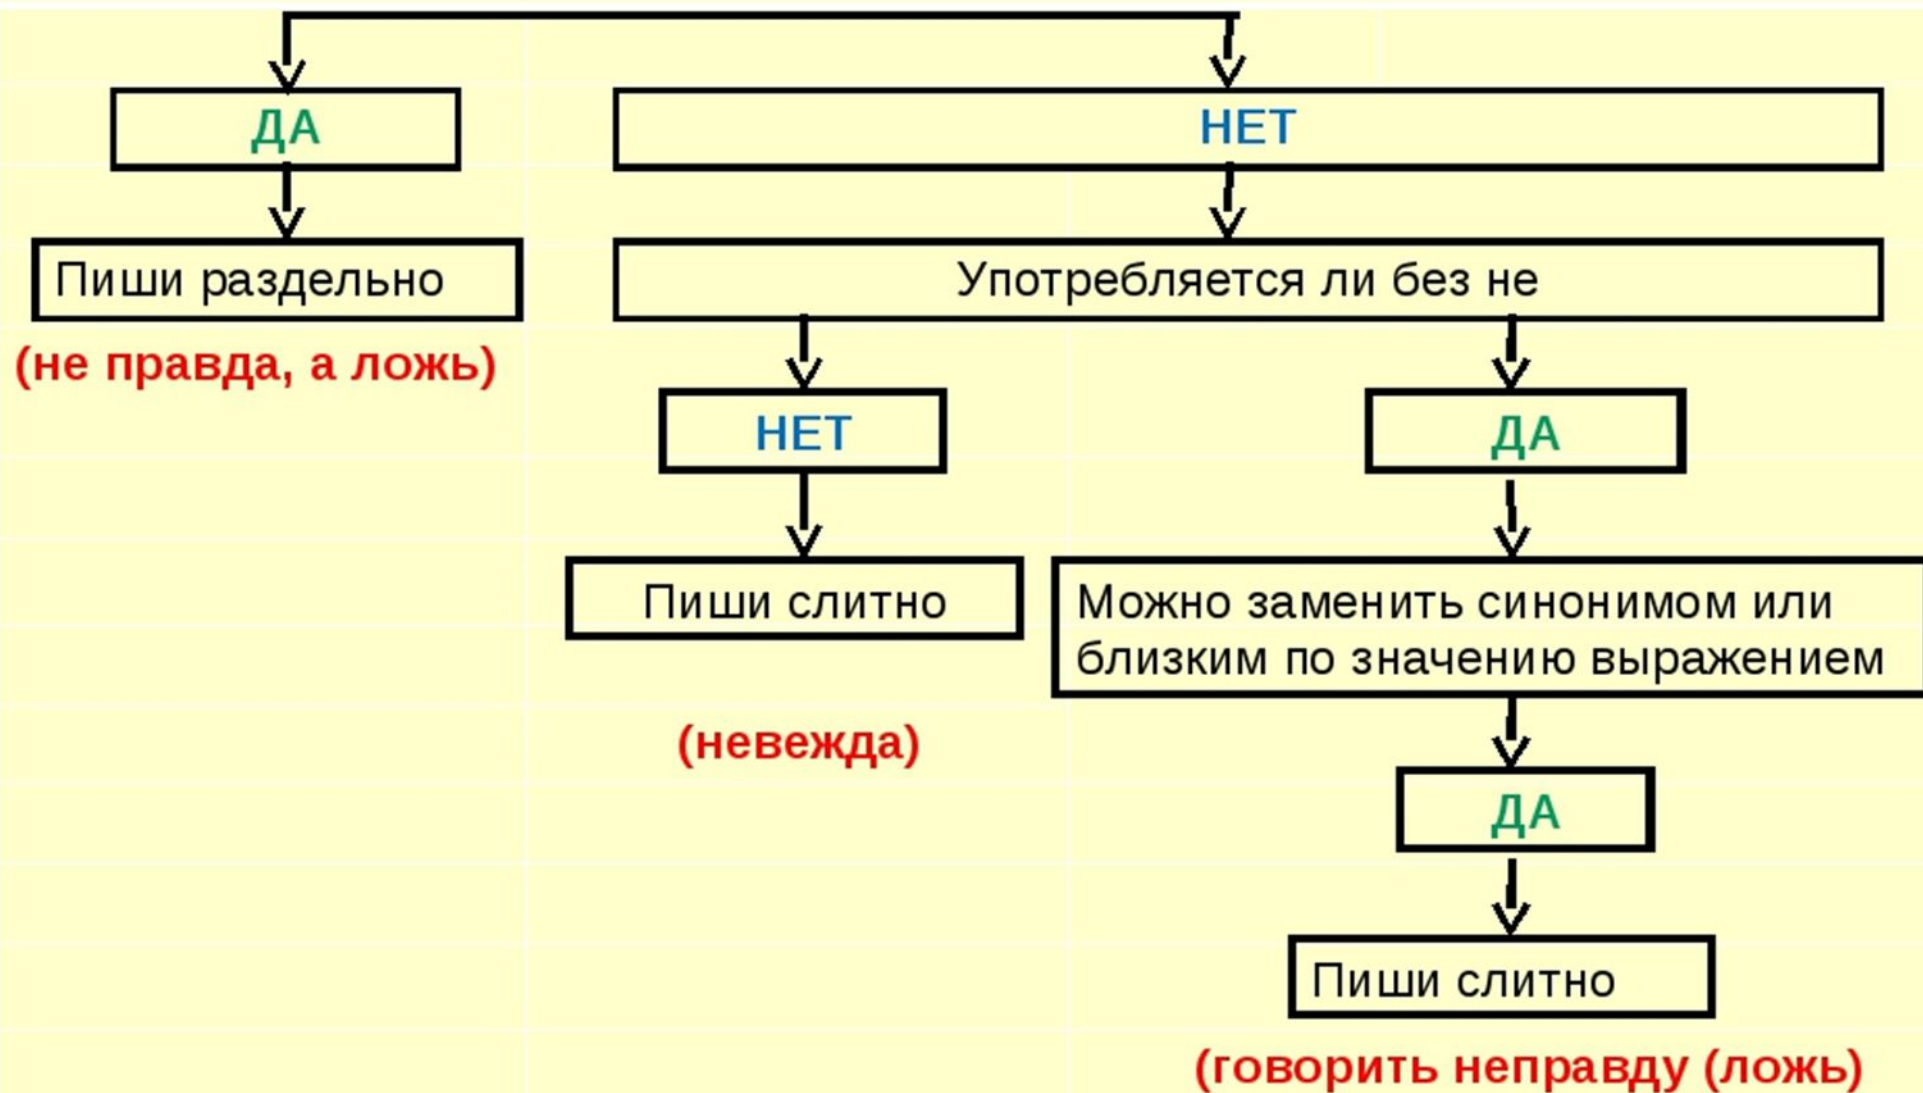 ДА
НЕТ
Пиши раздельно
Употребляется ли без не
(не правда, а ложь)
НЕТ
ДА
Пиши слитно
Можно заменить синонимом или
близким по значению выражением
(невежда)
ДА
Пиши слитно
(говорить неправду (ложь)